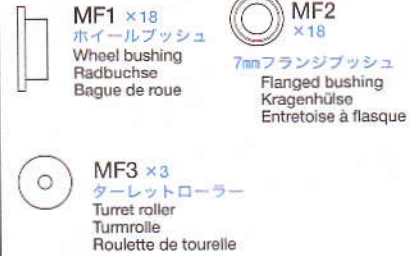 MF1 ×18
ホイールブッシュ
Wheel bushing
Radbuchse
Bague de roue
MF2
×18
7mmフランジブッシュ
Flanged bushing
Kragenhülse
Entretoise à flasque
MF3 ×3
ターレットローラー
Turret roller
Turmrolle
Roulette de tourelle